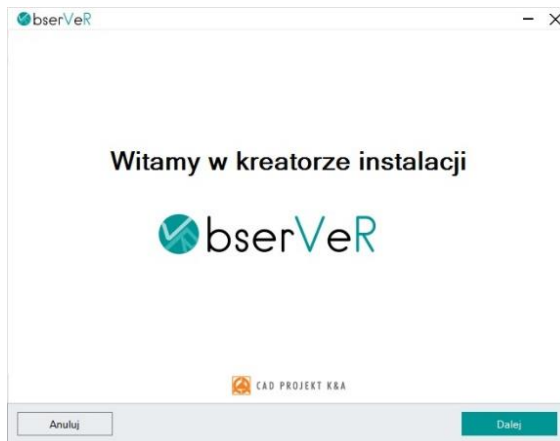 ObserVeR
Witamy w kreatorze instalacji
ObserVeR
CAD PROJEKT K&A
Anuluj
Dalej